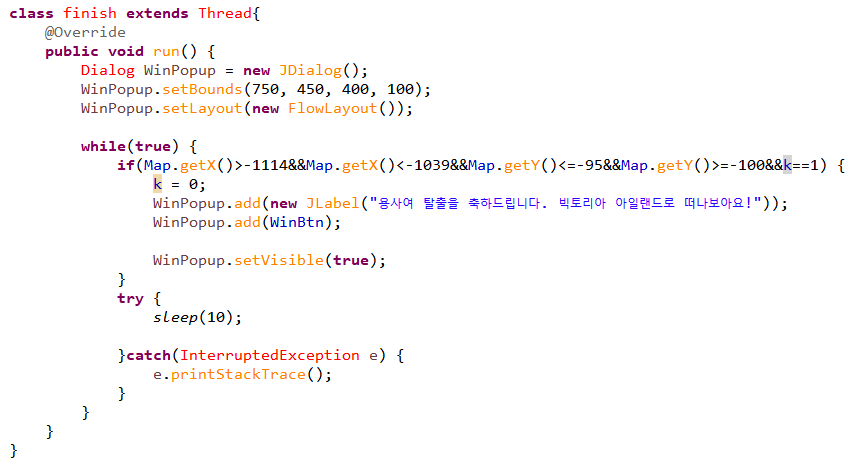 class finish extends Thread{
    @Override
    public void run() {
        Dialog WinPopup = new JDialog();
        WinPopup.setBounds(750, 450, 400, 100);
        WinPopup.setLayout(new FlowLayout());

        while(true) {
            if(Map.getX()>-1114&&Map.getX()<-1039&&Map.getY()<=-95&&Map.getY()>=-100&&k==1) {
                k = 0;
                WinPopup.add(new JLabel("용사여 탈출을 축하드립니다. 빅토리아 아일랜드로 떠나보아요!"));
                WinPopup.add(WinBtn);

                WinPopup.setVisible(true);
            }
            try {
                sleep(10);

            }catch(InterruptedException e) {
                e.printStackTrace();
            }
        }
    }
}